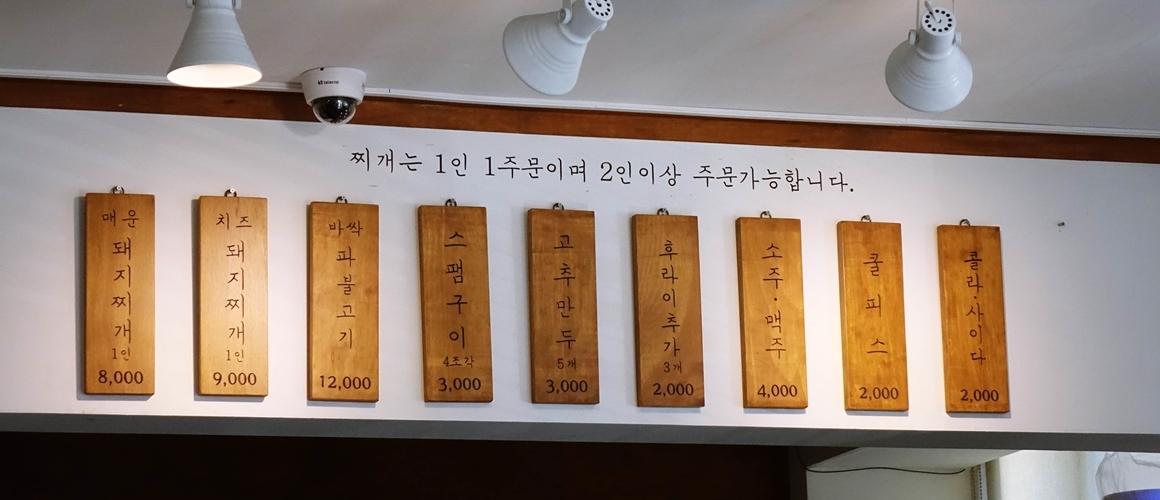 kt telecop
찌개는 1인 1주문이며 2인이상 주문가능합니다.
매운
돼지찌개
1인
8,000
치즈
돼지찌개
1인
9,000
바싹
파불고기
12,000
스팸구이
4조각
3,000
고추만두
5개
3,000
후라이추가
3개
2,000
소주·맥주
4,000
쿨피스
2,000
콜라·사이다
2,000